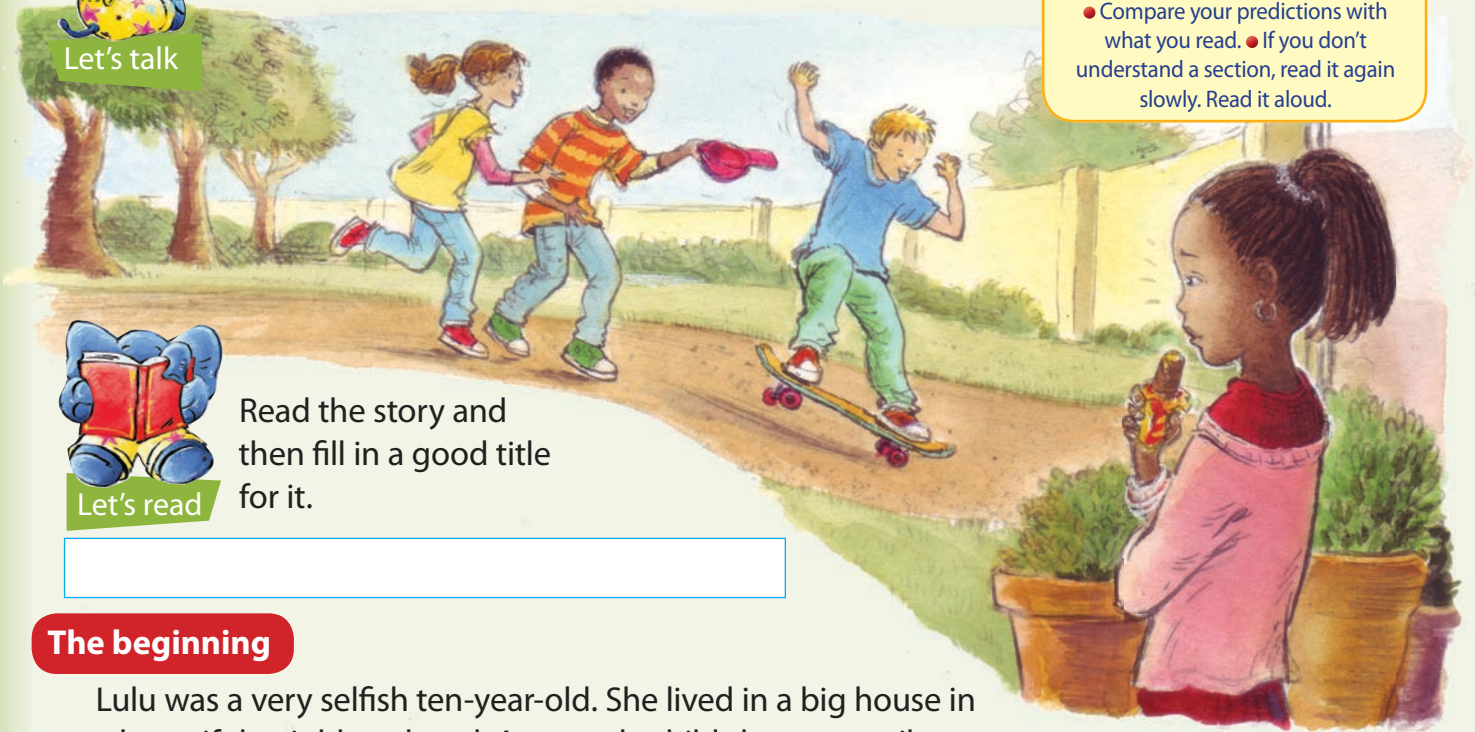 Let's talk
● Compare your predictions with
what you read. ● If you don't
understand a section, read it again
slowly. Read it aloud.
Let's read
Read the story and
then fill in a good title
for it.
The beginning
Lulu was a very selfish ten-year-old. She lived in a big house in